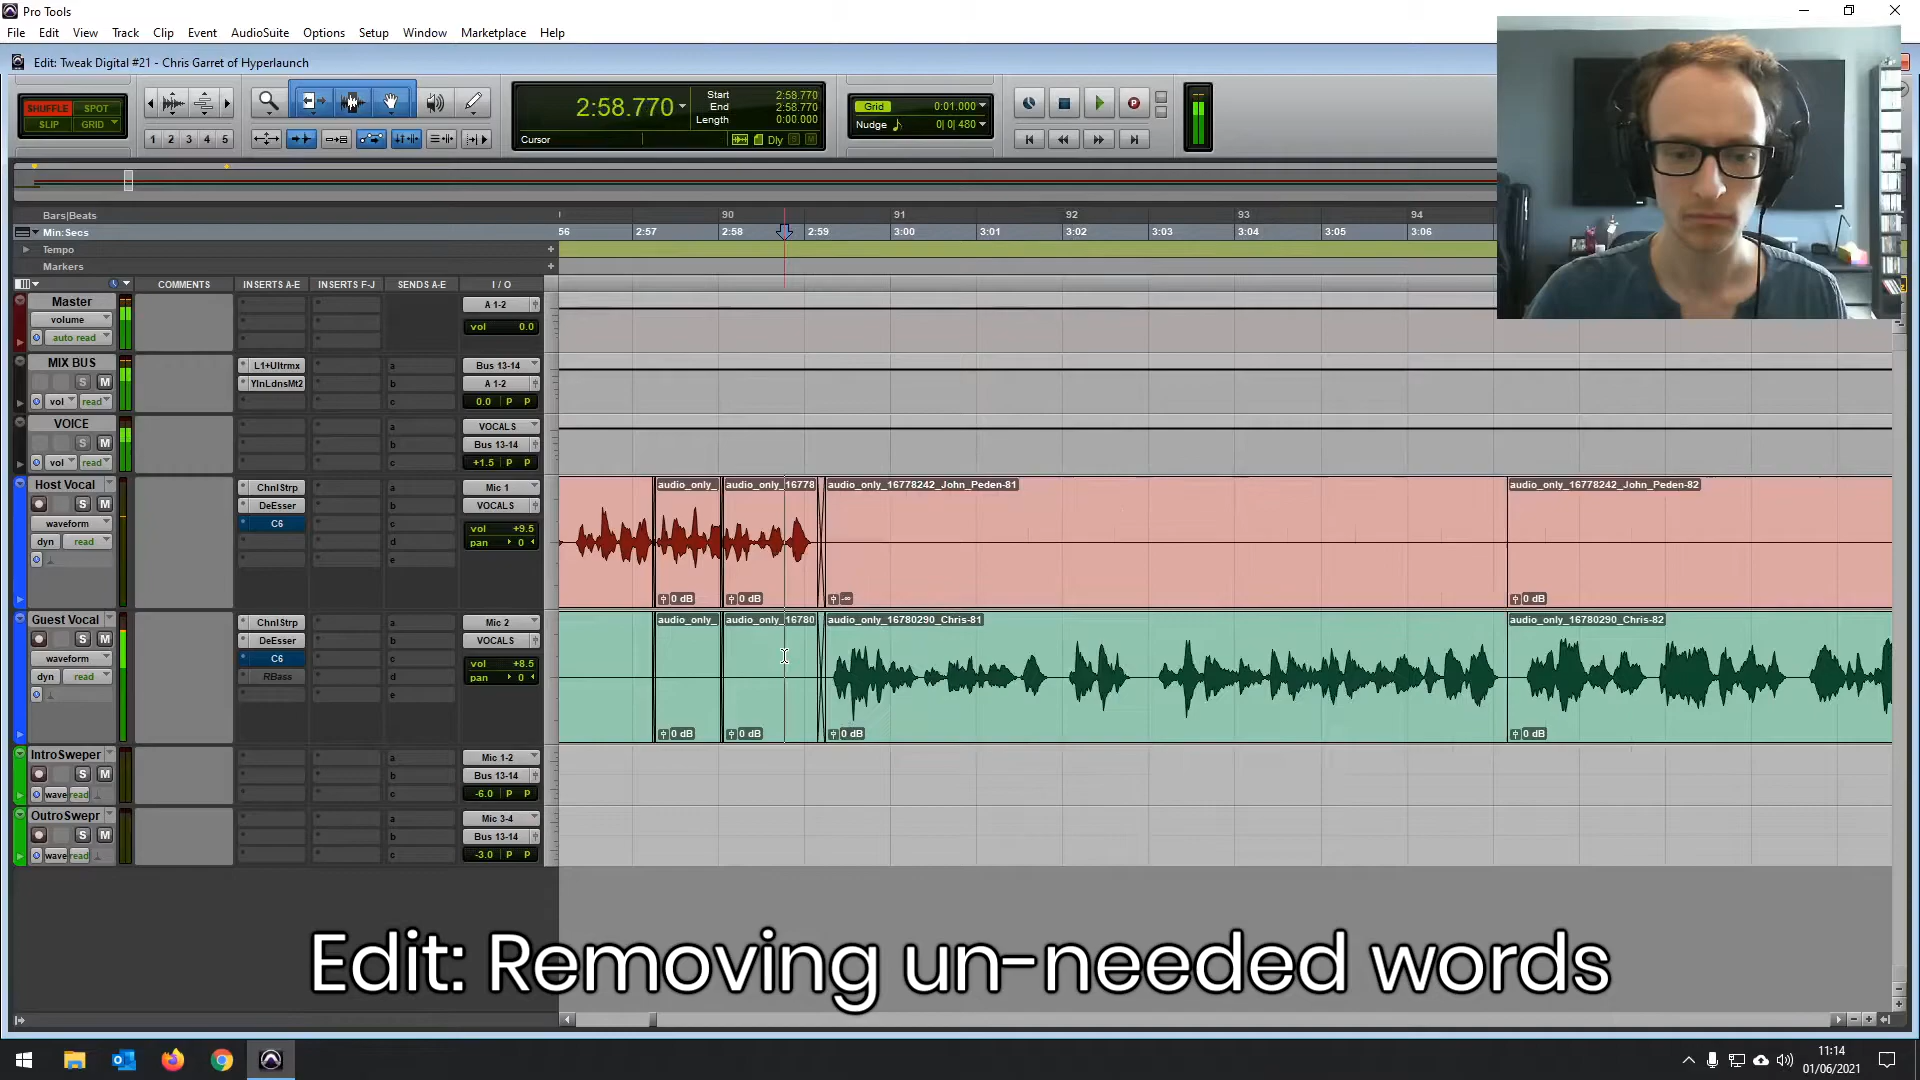 Pro Tools
File Edit View Track Clip Event AudioSuite Options Setup Window Marketplace Help
Edit: Tweak Digital #21 - Chris Garret of Hyperlaunch
SHUFFLE SPOT
SLIP GRID
1 2 3 4 5
2:58.770
Start 2:58.770
End 2:58.770
Length 0:00.000
Cursor
Dly S M
Grid 0:01.000
Nudge 0| 0| 480
Bars|Beats 90 91 92 93 94
Min:Secs 56 2:57 2:58 2:59 3:00 3:01 3:02 3:03 3:04 3:05 3:06
Tempo
Markers
COMMENTS INSERTS A-E INSERTS F-J SENDS A-E I / O
Master
volume
auto read
A 1-2
vol 0.0
MIX BUS
S M
vol read
L1+Ultrmx
YlnLdnsMt2
a
b
c
Bus 13-14
A 1-2
0.0 P P
VOICE
S M
vol read
a
b
c
VOCALS
Bus 13-14
+1.5 P P
Host Vocal
S M
waveform
dyn read
ChnlStrp
DeEsser
C6
a
b
c
d
e
Mic 1
VOCALS
vol +9.5
pan 0
audio_only_ audio_only_16778 audio_only_16778242_John_Peden-81 audio_only_16778242_John_Peden-82
0 dB 0 dB -∞ 0 dB
Guest Vocal
S M
waveform
dyn read
ChnlStrp
DeEsser
C6
RBass
a
b
c
d
e
Mic 2
VOCALS
vol +8.5
pan 0
audio_only_ audio_only_16780 audio_only_16780290_Chris-81 audio_only_16780290_Chris-82
0 dB 0 dB 0 dB 0 dB
IntroSweper
S M
wave read
a
b
c
Mic 1-2
Bus 13-14
-6.0 P P
OutroSwepr
S M
wave read
a
b
c
Mic 3-4
Bus 13-14
-3.0 P P
Edit: Removing un-needed words
11:14
01/06/2021